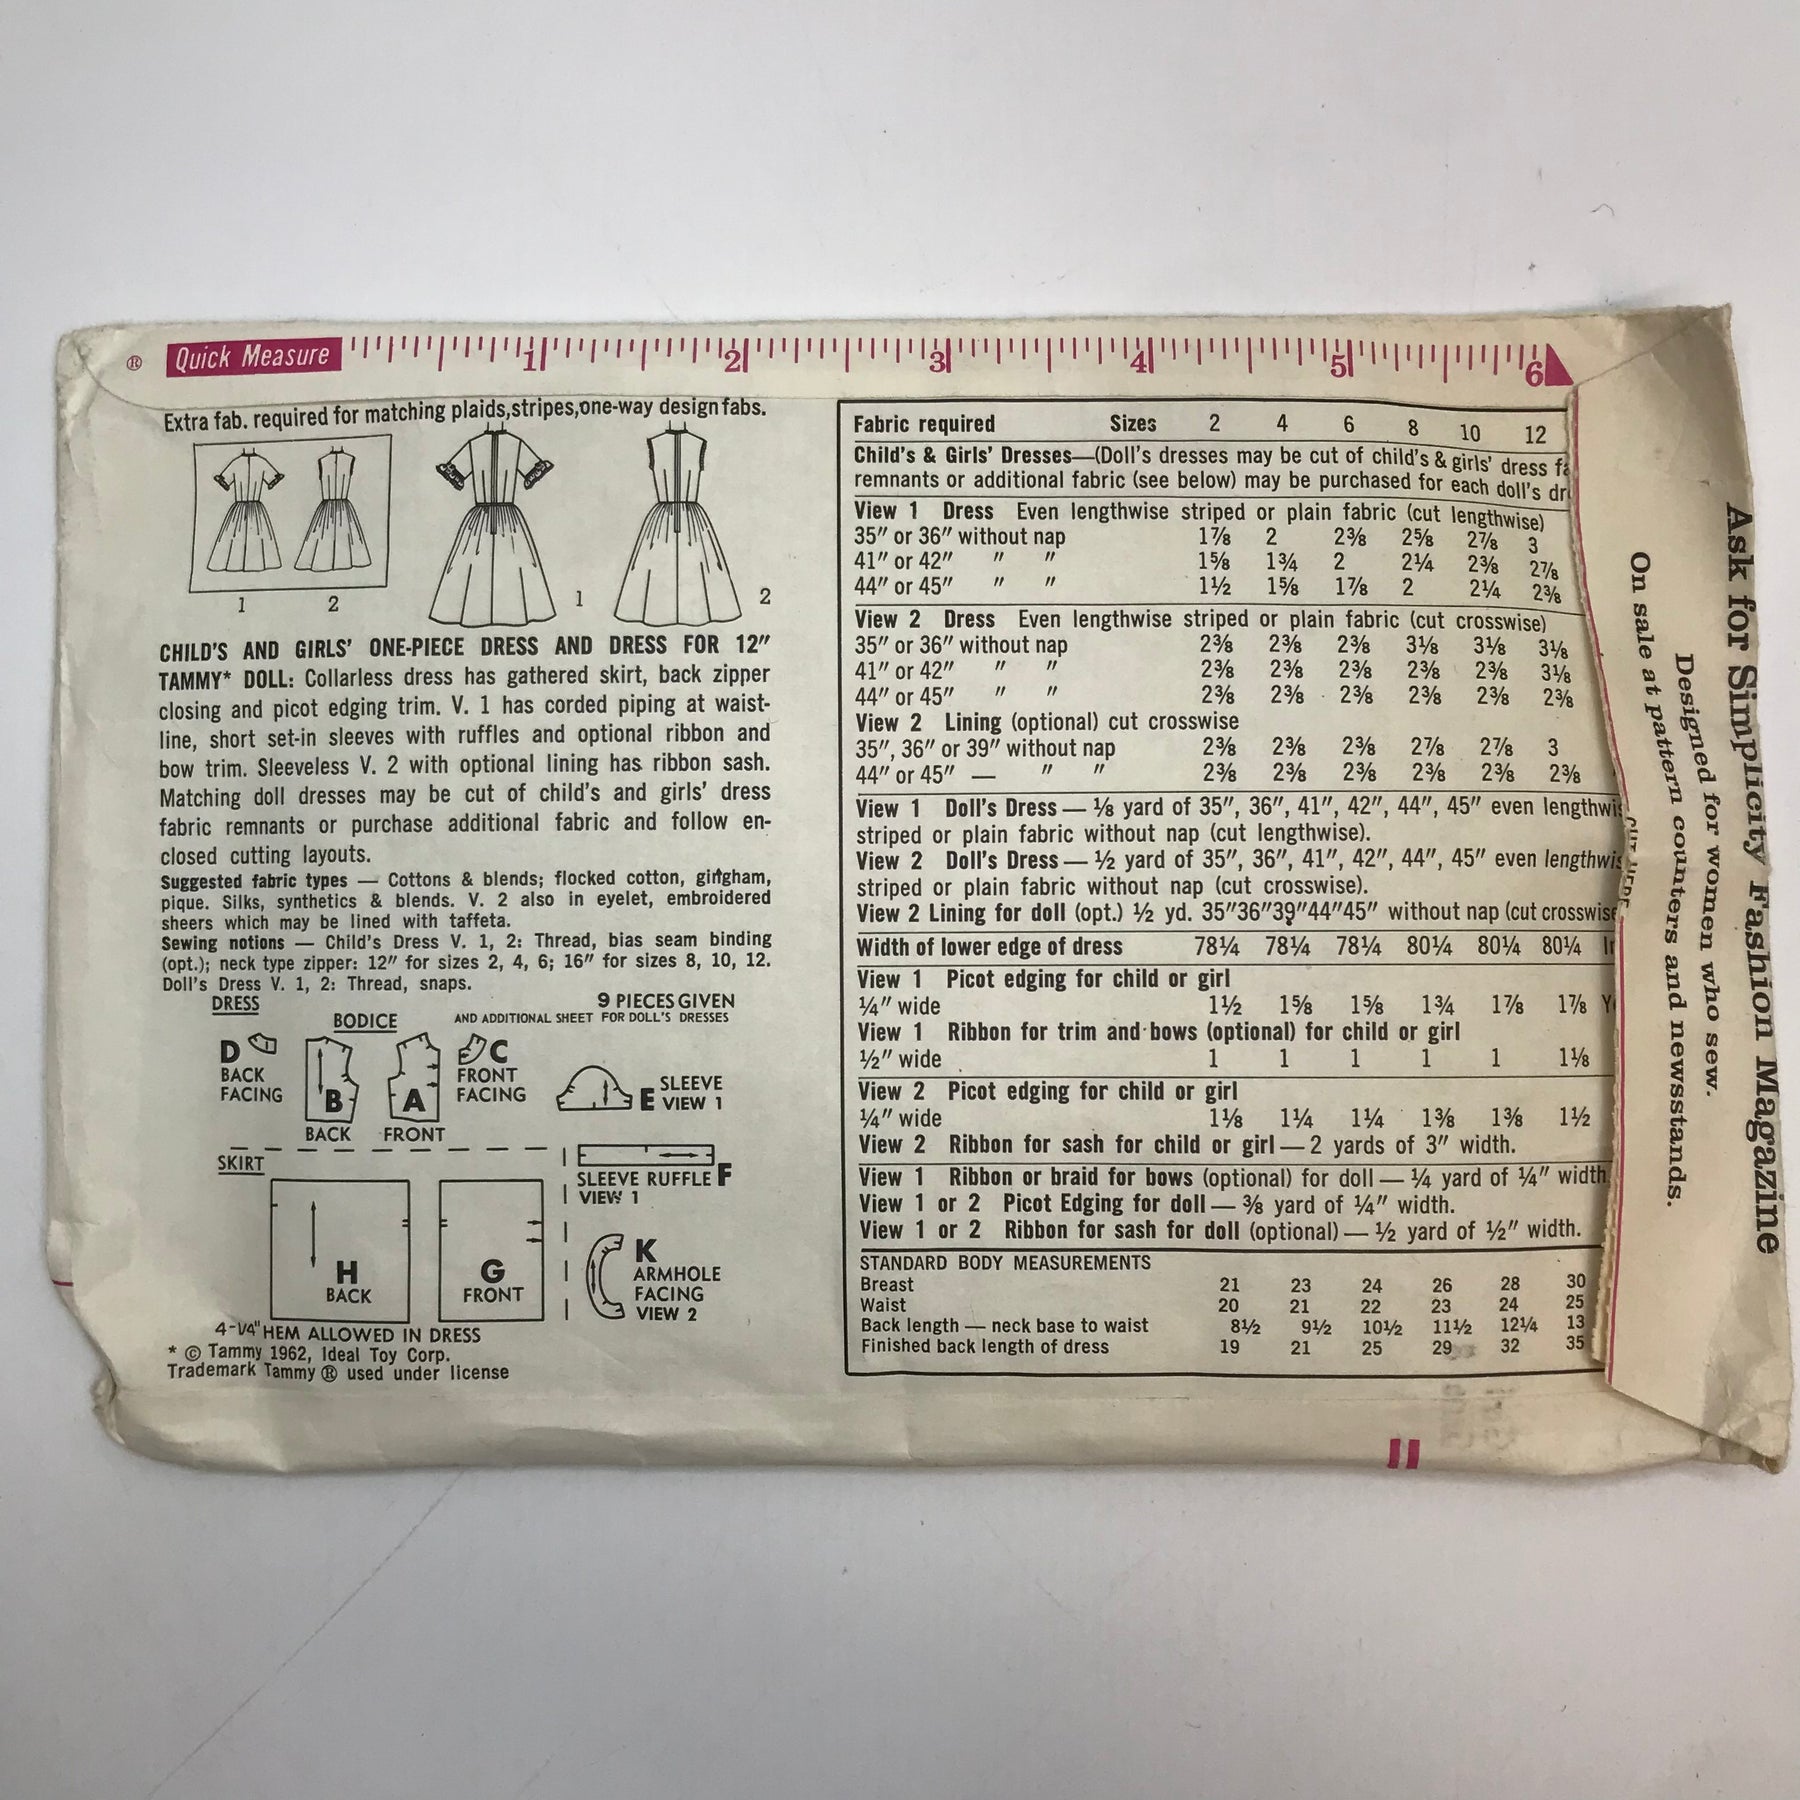 ® Quick Measure 1 2 3 4 5 6
Extra fab. required for matching plaids,stripes,one-way design fabs.
1 2 1 2
CHILD'S AND GIRLS' ONE-PIECE DRESS AND DRESS FOR 12"
TAMMY* DOLL: Collarless dress has gathered skirt, back zipper
closing and picot edging trim. V. 1 has corded piping at waist-
line, short set-in sleeves with ruffles and optional ribbon and
bow trim. Sleeveless V. 2 with optional lining has ribbon sash.
Matching doll dresses may be cut of child's and girls' dress
fabric remnants or purchase additional fabric and follow en-
closed cutting layouts.
Suggested fabric types — Cottons & blends; flocked cotton, gingham,
pique. Silks, synthetics & blends. V. 2 also in eyelet, embroidered
sheers which may be lined with taffeta.
Sewing notions — Child's Dress V. 1, 2: Thread, bias seam binding
(opt.); neck type zipper: 12" for sizes 2, 4, 6; 16" for sizes 8, 10, 12.
Doll's Dress V. 1, 2: Thread, snaps.
DRESS
9 PIECES GIVEN
AND ADDITIONAL SHEET FOR DOLL'S DRESSES
BODICE
D
BACK
FACING
B
BACK
A
FRONT
C
FRONT
FACING
E SLEEVE
VIEW 1
SKIRT
SLEEVE RUFFLE F
VIEW 1
H
BACK
G
FRONT
K
ARMHOLE
FACING
VIEW 2
4-1/4" HEM ALLOWED IN DRESS
* © Tammy 1962, Ideal Toy Corp.
Trademark Tammy ® used under license
Fabric required Sizes 2 4 6 8 10 12
Child's & Girls' Dresses—(Doll's dresses may be cut of child's & girls' dress
remnants or additional fabric (see below) may be purchased for each doll's
View 1 Dress Even lengthwise striped or plain fabric (cut lengthwise)
35" or 36" without nap 1⅞ 2 2⅜ 2⅝ 2⅞ 3
41" or 42" " " 1⅝ 1¾ 2 2¼ 2⅜ 2⅞
44" or 45" " " 1½ 1⅝ 1⅞ 2 2¼ 2⅜
View 2 Dress Even lengthwise striped or plain fabric (cut crosswise)
35" or 36" without nap 2⅜ 2⅜ 2⅜ 3⅛ 3⅛ 3⅛
41" or 42" " " 2⅜ 2⅜ 2⅜ 2⅜ 2⅜ 3⅛
44" or 45" " " 2⅜ 2⅜ 2⅜ 2⅜ 2⅜ 2⅜
View 2 Lining (optional) cut crosswise
35", 36" or 39" without nap 2⅜ 2⅜ 2⅜ 2⅞ 2⅞ 3
44" or 45" — " " 2⅜ 2⅜ 2⅜ 2⅜ 2⅜ 2⅜
View 1 Doll's Dress — ⅛ yard of 35", 36", 41", 42", 44", 45" even
striped or plain fabric without nap (cut lengthwise).
View 2 Doll's Dress — ½ yard of 35", 36", 41", 42", 44", 45" even
striped or plain fabric without nap (cut crosswise).
View 2 Lining for doll (opt.) ½ yd. 35"36"39"44"45" without nap (cut crosswise
Width of lower edge of dress 78¼ 78¼ 78¼ 80¼ 80¼ 80¼
View 1 Picot edging for child or girl
¼" wide 1½ 1⅝ 1⅝ 1¾ 1⅞ 1⅞
View 1 Ribbon for trim and bows (optional) for child or girl
½" wide 1 1 1 1 1 1⅛
View 2 Picot edging for child or girl
¼" wide 1⅛ 1¼ 1¼ 1⅜ 1⅜ 1½
View 2 Ribbon for sash for child or girl — 2 yards of 3" width.
View 1 Ribbon or braid for bows (optional) for doll — ¼ yard of ¼" width
View 1 or 2 Picot Edging for doll — ⅜ yard of ¼" width.
View 1 or 2 Ribbon for sash for doll (optional) — ½ yard of ½" width.
STANDARD BODY MEASUREMENTS
Breast 21 23 24 26 28 30
Waist 20 21 22 23 24 25
Back length — neck base to waist 8½ 9½ 10½ 11½ 12¼ 13
Finished back length of dress 19 21 25 29 32 35
Ask for Simplicity Fashion Magazine
Designed for women who sew.
On sale at pattern counters and newsstands.